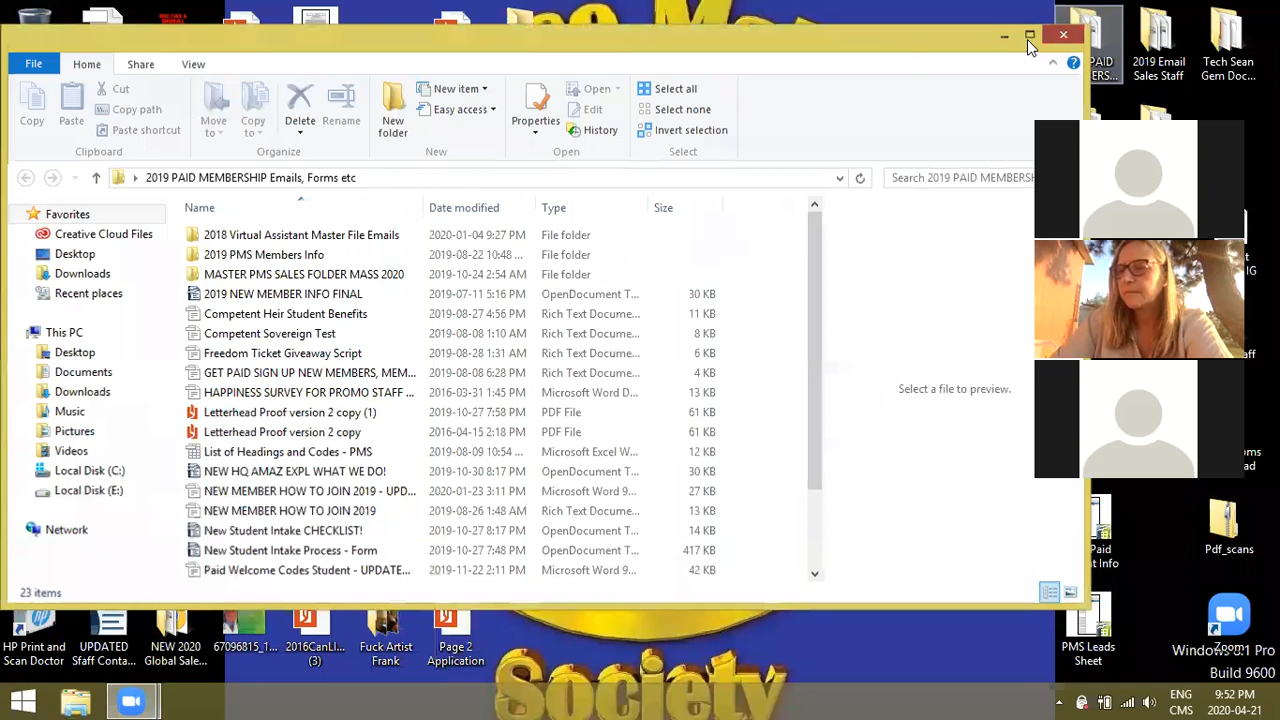 File
Home
Share
View
Copy
Paste
Cut
Copy path
Paste shortcut
Clipboard
Move to
Copy to
Delete
Rename
Organize
New folder
New item
Easy access
New
Properties
Open
Edit
History
Open
Select all
Select none
Invert selection
Select
2019 PAID MEMBERSHIP Emails, Forms etc
Search 2019 PAID MEMBERSH
Name Date modified Type Size
Favorites
Creative Cloud Files
Desktop
Downloads
Recent places
This PC
Desktop
Documents
Downloads
Music
Pictures
Videos
Local Disk (C:)
Local Disk (E:)
Network
2018 Virtual Assistant Master File Emails 2020-01-04 9:27 PM File folder
2019 PMS Members Info 2019-08-22 10:48 ... File folder
MASTER PMS SALES FOLDER MASS 2020 2019-10-24 2:54 AM File folder
2019 NEW MEMBER INFO FINAL 2019-07-11 5:16 PM OpenDocument T... 30 KB
Competent Heir Student Benefits 2019-08-27 4:56 PM Rich Text Docume... 11 KB
Competent Sovereign Test 2019-08-08 1:10 AM Rich Text Docume... 8 KB
Freedom Ticket Giveaway Script 2019-08-28 1:31 AM Rich Text Docume... 6 KB
GET PAID SIGN UP NEW MEMBERS, MEM... 2019-08-08 6:28 PM Rich Text Docume... 4 KB
HAPPINESS SURVEY FOR PROMO STAFF ... 2016-03-31 1:45 PM Microsoft Word D... 13 KB
Letterhead Proof version 2 copy (1) 2019-10-27 7:58 PM PDF File 61 KB
Letterhead Proof version 2 copy 2016-04-15 2:18 PM PDF File 61 KB
List of Headings and Codes - PMS 2019-08-09 10:54 ... Microsoft Excel W... 12 KB
NEW HQ AMAZ EXPL WHAT WE DO! 2019-10-30 8:17 PM OpenDocument T... 30 KB
NEW MEMBER HOW TO JOIN 2019 - UPD... 2020-01-23 3:11 PM Microsoft Word 9... 27 KB
NEW MEMBER HOW TO JOIN 2019 2019-08-26 1:48 AM Rich Text Docume... 13 KB
New Student Intake CHECKLIST! 2019-10-27 8:17 PM OpenDocument T... 14 KB
New Student Intake Process - Form 2019-10-27 7:48 PM OpenDocument T... 417 KB
Paid Welcome Codes Student - UPDATE... 2019-11-22 2:11 PM Microsoft Word 9... 42 KB
Select a file to preview.
23 items
PAID
2019 Email Sales Staff
Tech Sean Gem Doc...
Paid
Pdf_scans
PMS Leads Sheet
Zoom
HP Print and Scan Doctor
UPDATED Staff Conta...
NEW 2020 Global Sale...
67096815_1...
2016CanLI... (3)
Fuck Artist Frank
Page 2 Application
Society
Windows 8.1 Pro
Build 9600
ENG
CMS
9:52 PM
2020-04-21